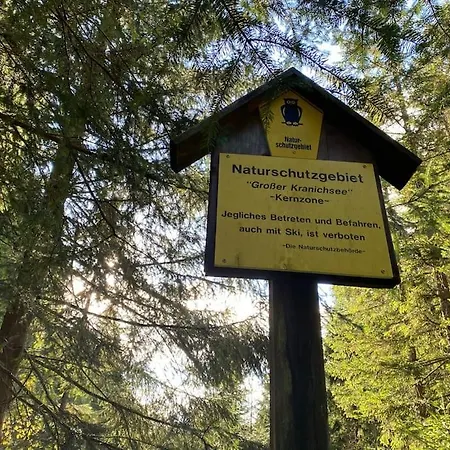 Natur-
schutzgebiet
Naturschutzgebiet
"Großer Kranichsee"
-Kernzone-
Jegliches Betreten und Befahren,
auch mit Ski, ist verboten
-Die Naturschutzbehörde-